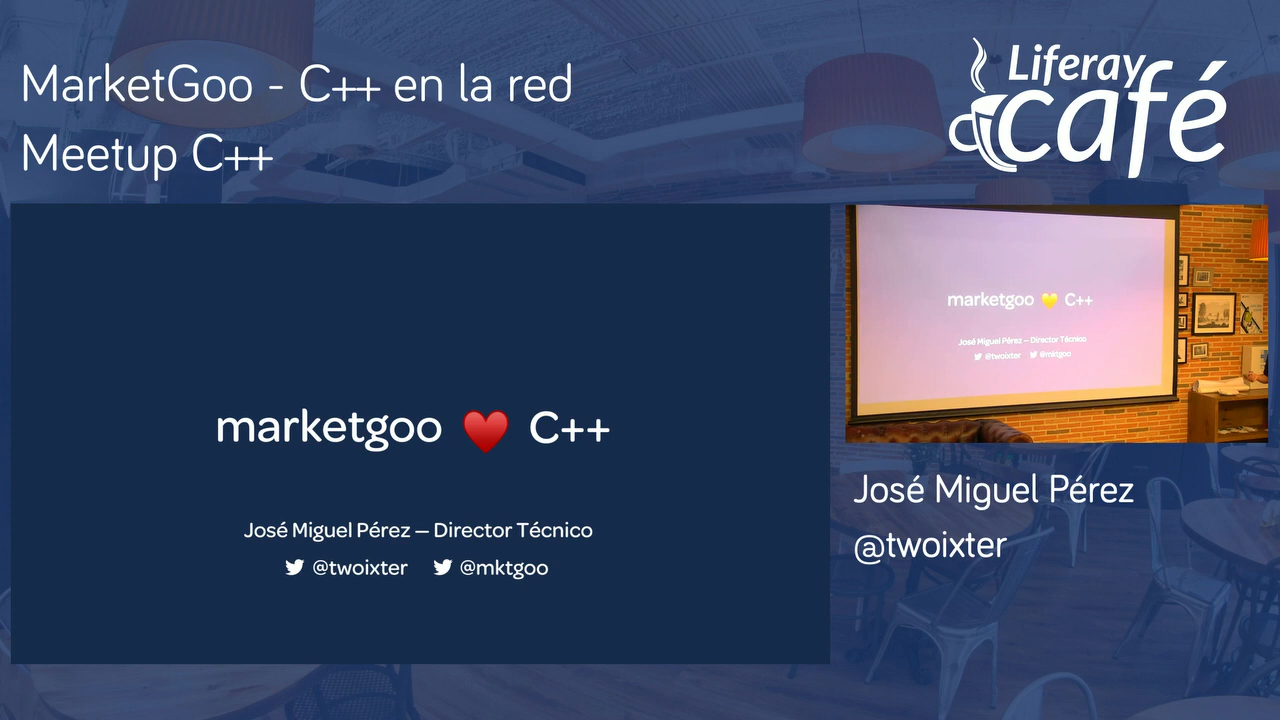 MarketGoo - C++ en la red
Meetup C++
Liferay
café
marketgoo ❤️ C++
José Miguel Pérez – Director Técnico
@twoixter @mktgoo
marketgoo 💛 C++
José Miguel Pérez – Director Técnico
@twoixter @mktgoo
José Miguel Pérez
@twoixter